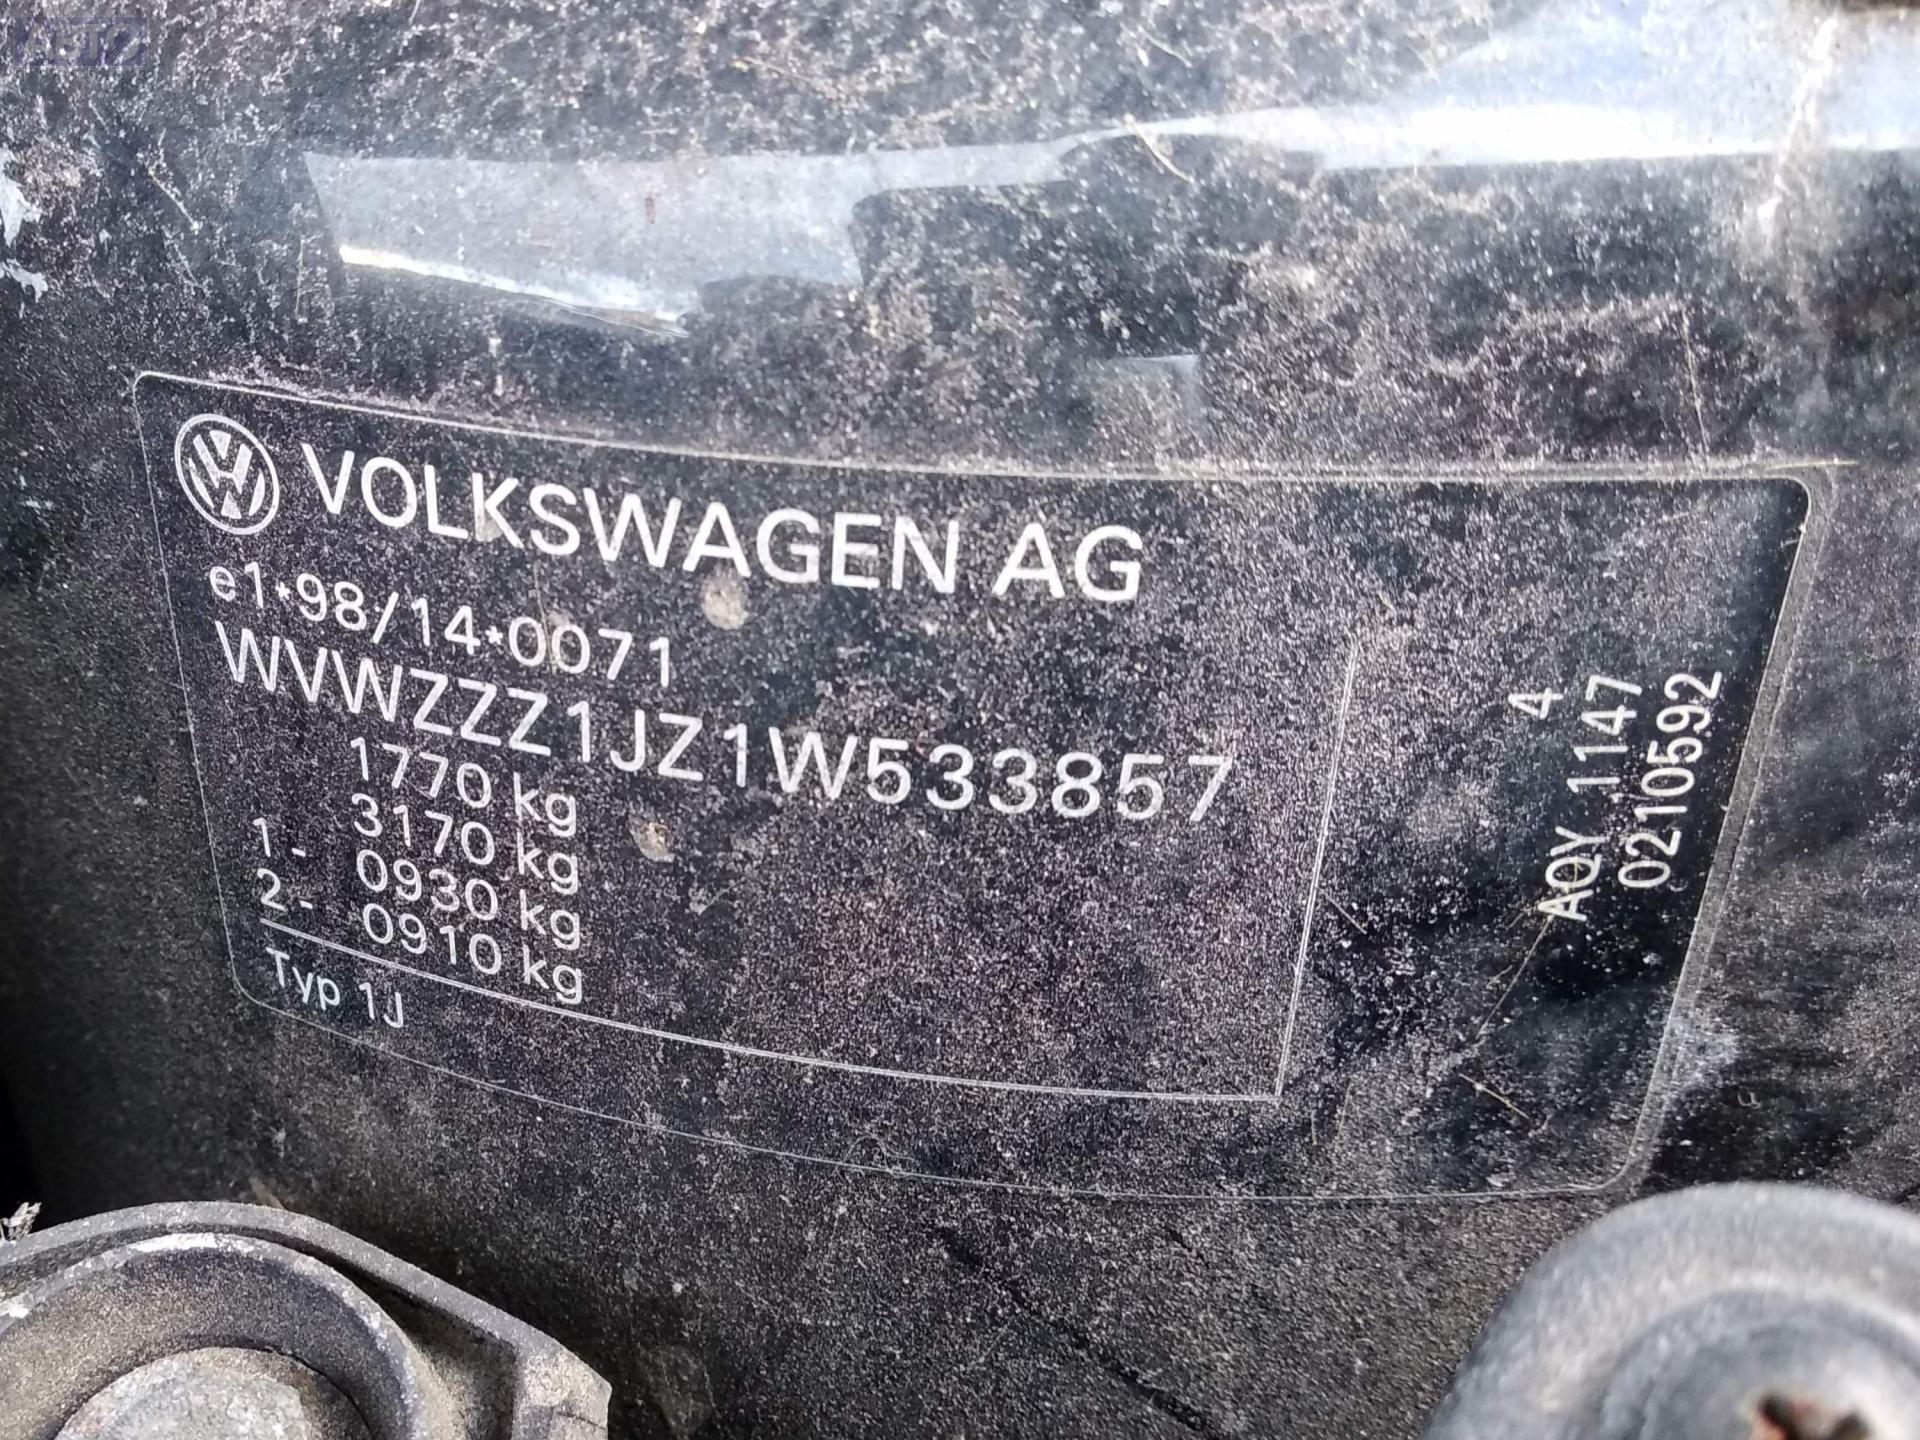 АВТО
VOLKSWAGEN AG
e1*98/14*0071
WVWZZZ1JZ1W533857
1770 kg
3170 kg
1- 0930 kg
2- 0910 kg
Typ 1J
4
AQY 1147
0210592